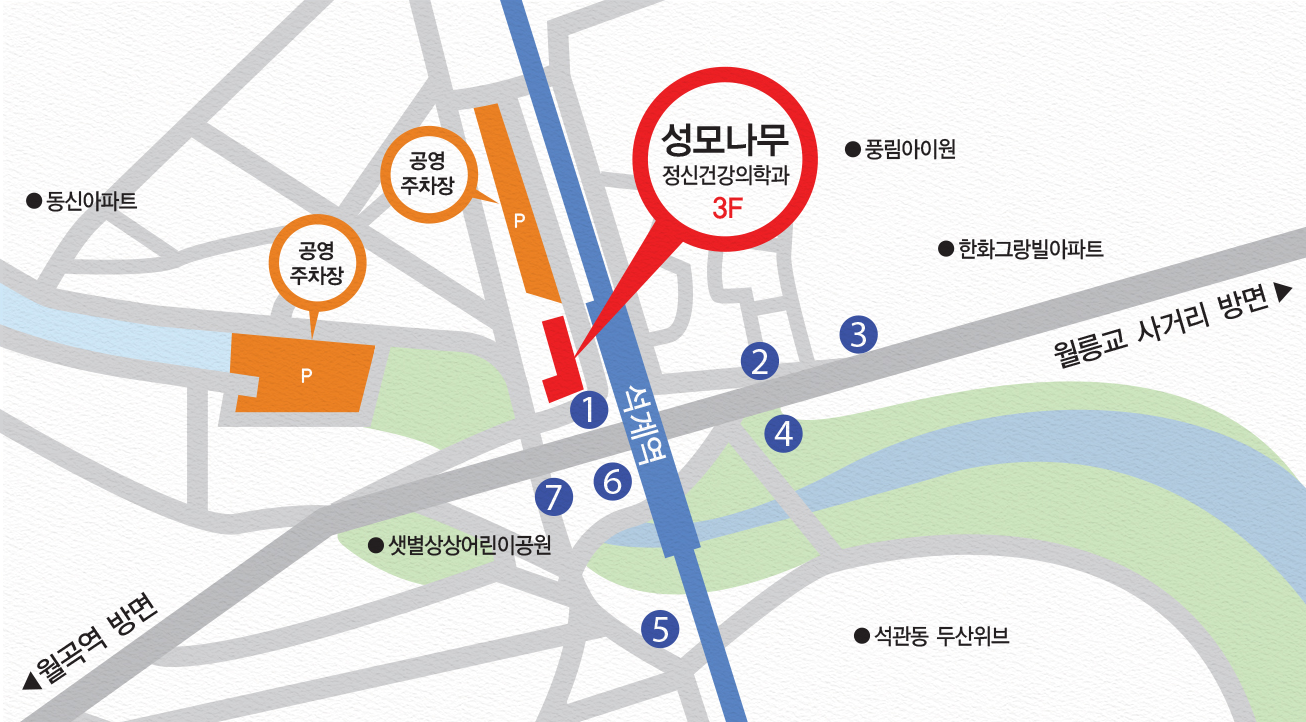 성모나무
정신건강의학과
3F
풍림아이원
공영
주차장
P
동신아파트
공영
주차장
P
한화그랑빌아파트
월릉교 사거리 방면 ▶
3
2
1
석계역
4
6
7
샛별상상어린이공원
5
석관동 두산위브
◀ 월곡역 방면